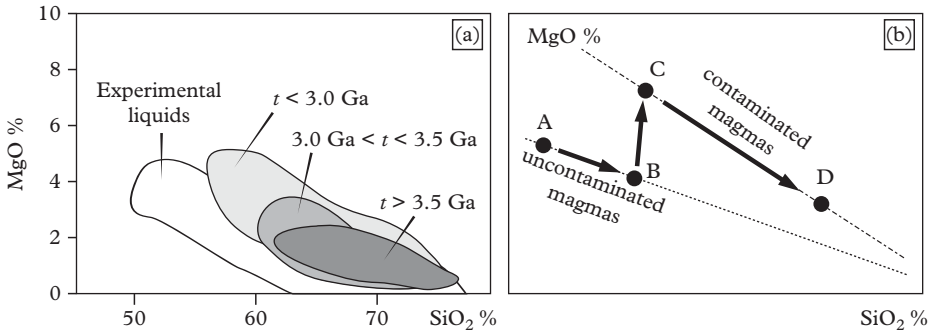 10
8
6
4
2
0
MgO %
50
60
70
SiO2 %
(a)
Experimental
liquids
t < 3.0 Ga
3.0 Ga < t < 3.5 Ga
t > 3.5 Ga
(b)
MgO %
A
B
C
D
contaminated
magmas
uncontaminated
magmas
SiO2 %